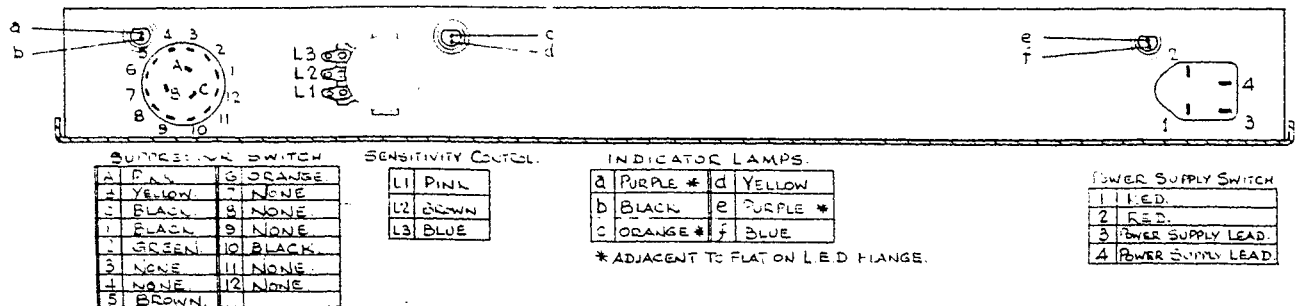 a
b
5 4 3 2
6 A 1
7 B C 12
8 9 10 11
L3
L2
L1
c
d
e
f
2
4
1 3
SWITCH
A 6 ORANGE.
YELLOW. 7 NONE
BLACK 8 NONE.
1 BLACK 9 NONE.
GREEN 10 BLACK.
3 NONE 11 NONE.
4 NONE. 12 NONE
5 BROWN.
SENSITIVITY CONTROL.
L1 PINK
L2 BROWN
L3 BLUE
INDICATOR LAMPS.
a PURPLE * d YELLOW
b BLACK e PURPLE *
c ORANGE * f BLUE
* ADJACENT TO FLAT ON L.E.D FLANGE.
POWER SUPPLY SWITCH
1 RED.
2 RED.
3 POWER SUPPLY LEAD.
4 POWER SUPPLY LEAD.